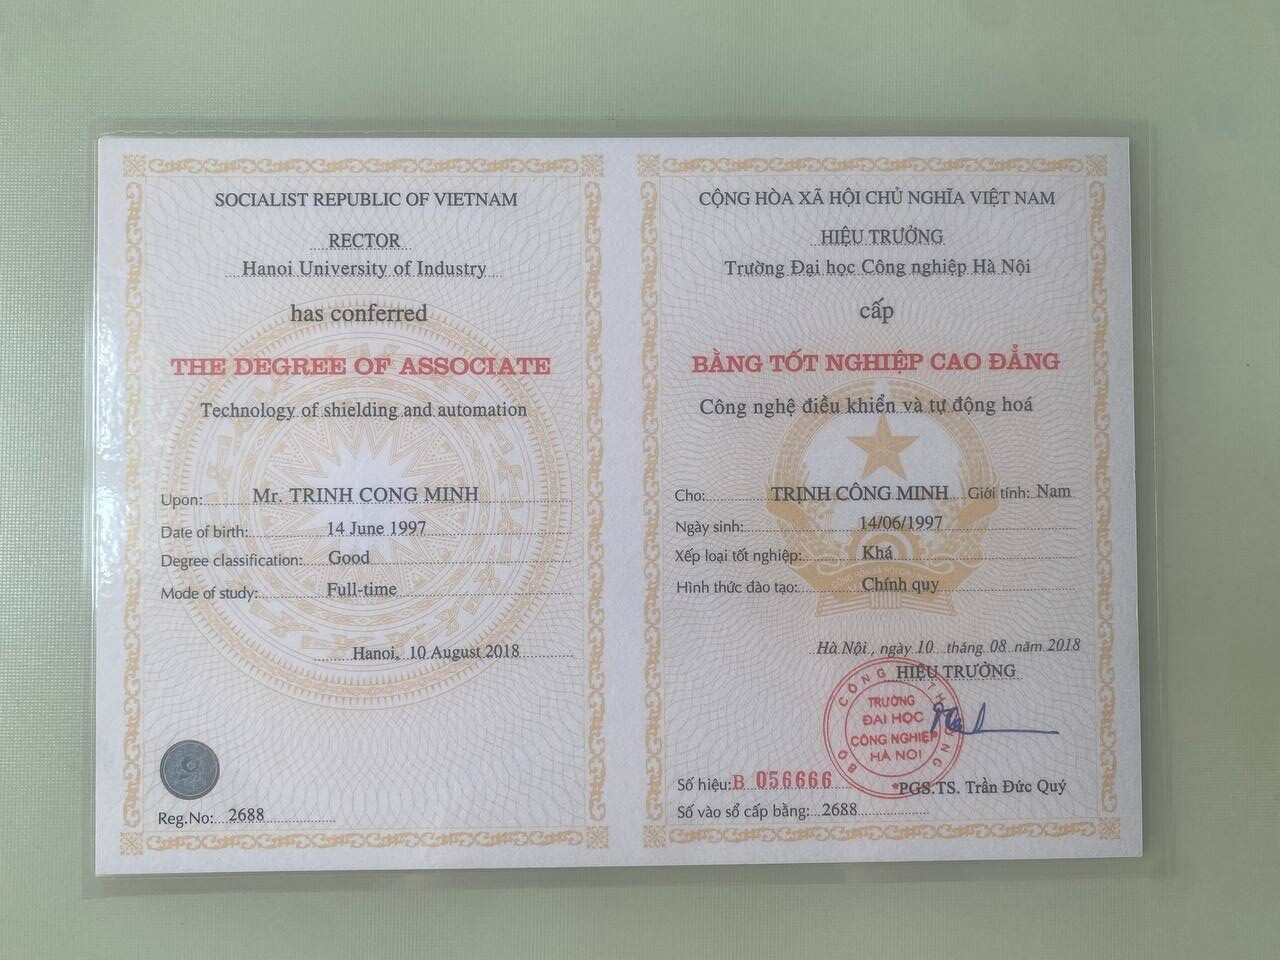 SOCIALIST REPUBLIC OF VIETNAM
RECTOR
Hanoi University of Industry
has conferred
THE DEGREE OF ASSOCIATE
Technology of shielding and automation
Upon: Mr. TRINH CONG MINH
Date of birth: 14 June 1997
Degree classification: Good
Mode of study: Full-time
Hanoi, 10 August 2018
Reg.No: 2688
CỘNG HÒA XÃ HỘI CHỦ NGHĨA VIỆT NAM
HIỆU TRƯỞNG
Trường Đại học Công nghiệp Hà Nội
cấp
BẰNG TỐT NGHIỆP CAO ĐẲNG
Công nghệ điều khiển và tự động hoá
Cho: TRỊNH CÔNG MINH Giới tính: Nam
Ngày sinh: 14/06/1997
Xếp loại tốt nghiệp: Khá
Hình thức đào tạo: Chính quy
Hà Nội, ngày 10 tháng 08 năm 2018
HIỆU TRƯỞNG
BỘ CÔNG THƯƠNG
TRƯỜNG
ĐẠI HỌC
CÔNG NGHIỆP
HÀ NỘI
Số hiệu: B 056666
*PGS.TS. Trần Đức Quý
Số vào sổ cấp bằng: 2688